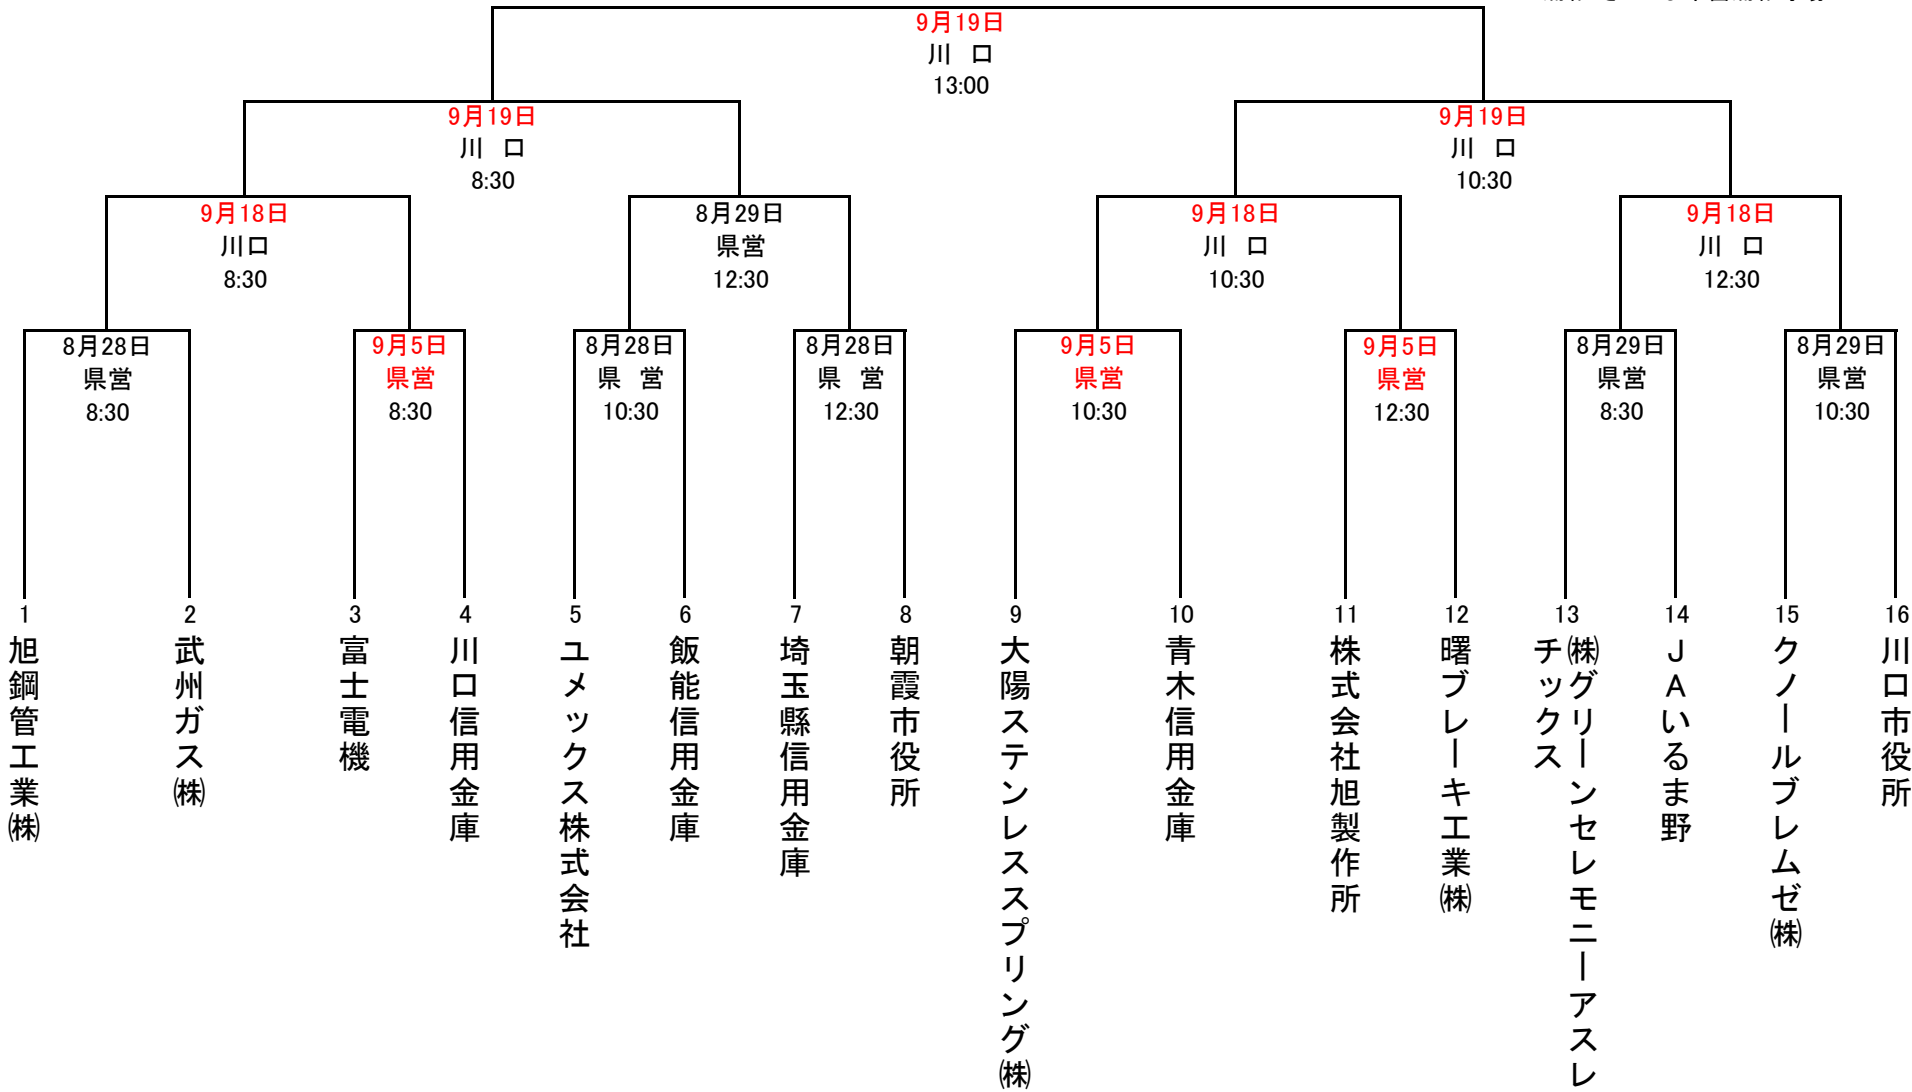 9月19日
川 口
13:00
9月19日
川 口
8:30
9月19日
川 口
10:30
9月18日
川口
8:30
8月29日
県営
12:30
9月18日
川 口
10:30
9月18日
川 口
12:30
8月28日
県営
8:30
9月5日
県営
8:30
8月28日
県 営
10:30
8月28日
県 営
12:30
9月5日
県営
10:30
9月5日
県営
12:30
8月29日
県営
8:30
8月29日
県営
10:30
1
旭鋼管工業㈱
2
武州ガス㈱
3
富士電機
4
川口信用金庫
5
ユメックス株式会社
6
飯能信用金庫
7
埼玉縣信用金庫
8
朝霞市役所
9
大陽ステンレススプリング㈱
10
青木信用金庫
11
株式会社旭製作所
12
曙ブレーキ工業㈱
13
㈱グリーンセレモニーアスレ
チックス
14
ＪＡいるま野
15
クノールブレムゼ㈱
16
川口市役所